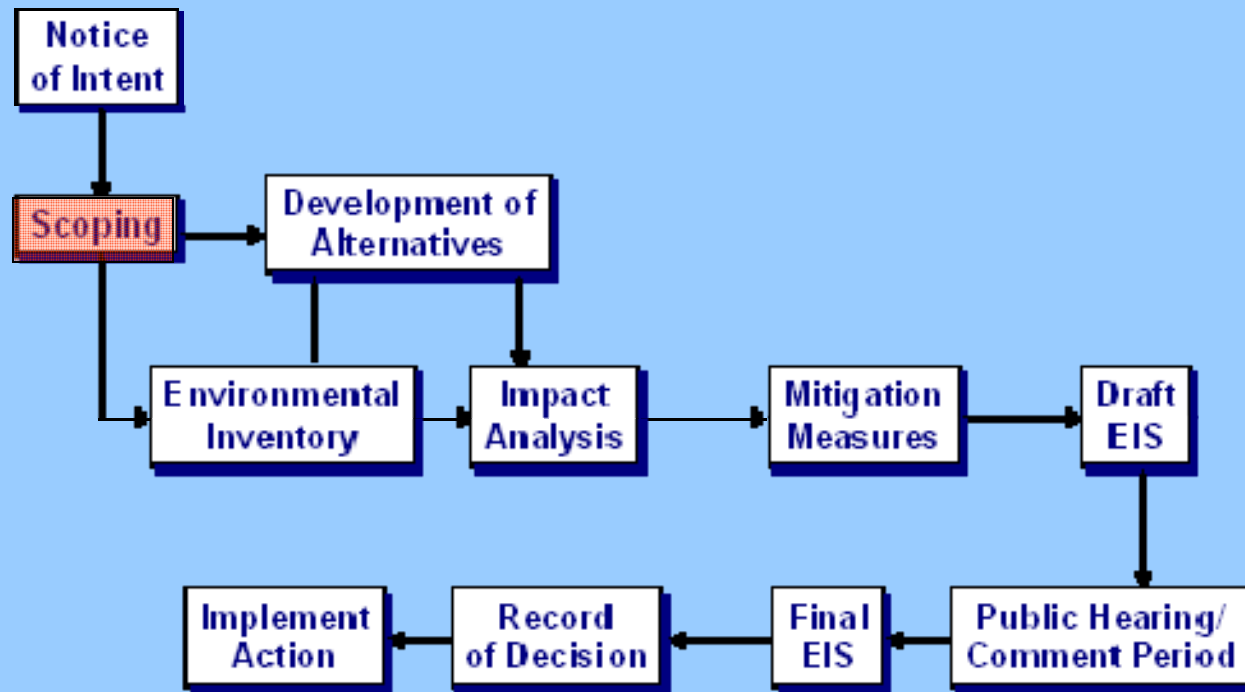 Notice
of Intent
Scoping
Development of
Alternatives
Environmental
Inventory
Impact
Analysis
Mitigation
Measures
Draft
EIS
Public Hearing/
Comment Period
Final
EIS
Record
of Decision
Implement
Action